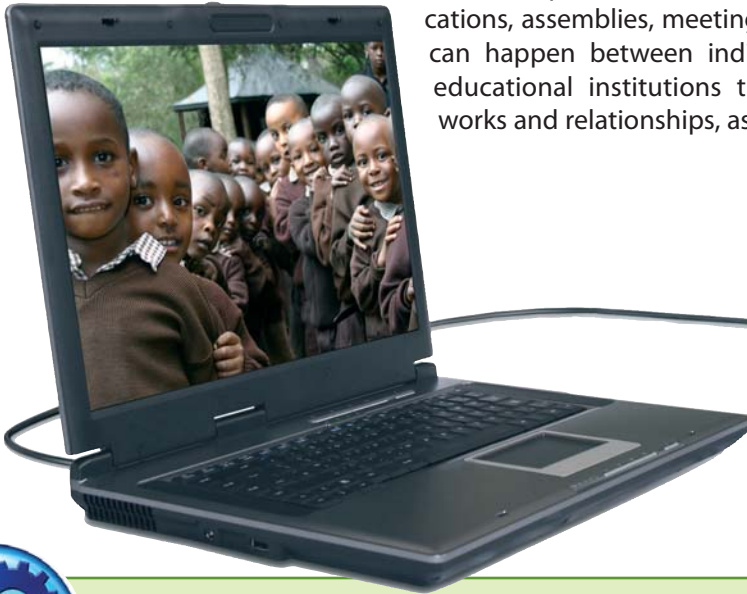 cations, assemblies, meeting
can happen between ind
educational institutions t
works and relationships, as